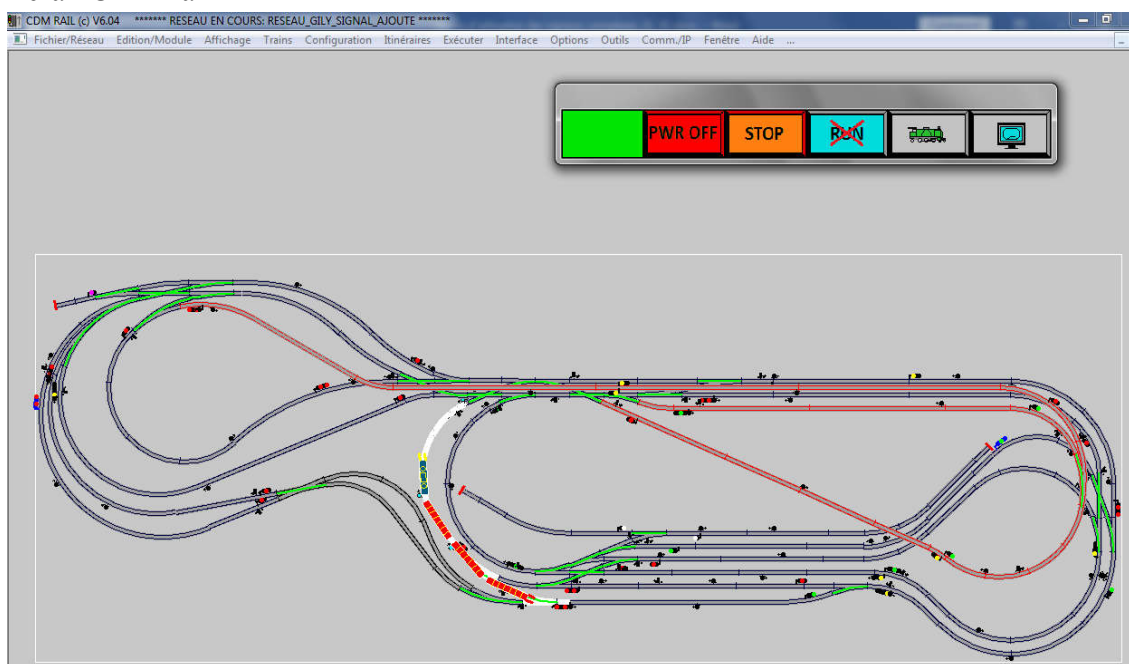 CDM RAIL (c) V6.04 ******* RESEAU EN COURS: RESEAU_GILY_SIGNAL_AJOUTE *******
Fichier/Réseau Edition/Module Affichage Trains Configuration Itinéraires Exécuter Interface Options Outils Comm./IP Fenêtre Aide ...
PWR OFF STOP RUN